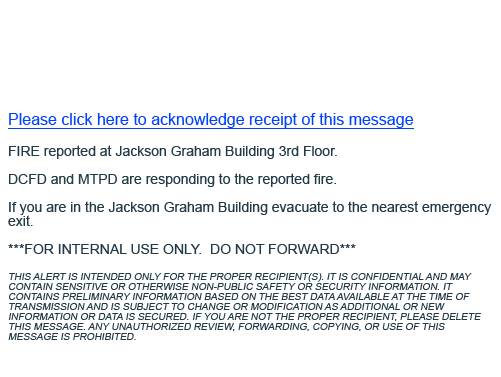 Please click here to acknowledge receipt of this message
FIRE reported at Jackson Graham Building 3rd Floor.
DCFD and MTPD are responding to the reported fire.
If you are in the Jackson Graham Building evacuate to the nearest emergency
exit.
***FOR INTERNAL USE ONLY.  DO NOT FORWARD***
THIS ALERT IS INTENDED ONLY FOR THE PROPER RECIPIENT(S). IT IS CONFIDENTIAL AND MAY
CONTAIN SENSITIVE OR OTHERWISE NON-PUBLIC SAFETY OR SECURITY INFORMATION. IT
CONTAINS PRELIMINARY INFORMATION BASED ON THE BEST DATA AVAILABLE AT THE TIME OF
TRANSMISSION AND IS SUBJECT TO CHANGE OR MODIFICATION AS ADDITIONAL OR NEW
INFORMATION OR DATA IS SECURED. IF YOU ARE NOT THE PROPER RECIPIENT, PLEASE DELETE
THIS MESSAGE. ANY UNAUTHORIZED REVIEW, FORWARDING, COPYING, OR USE OF THIS
MESSAGE IS PROHIBITED.